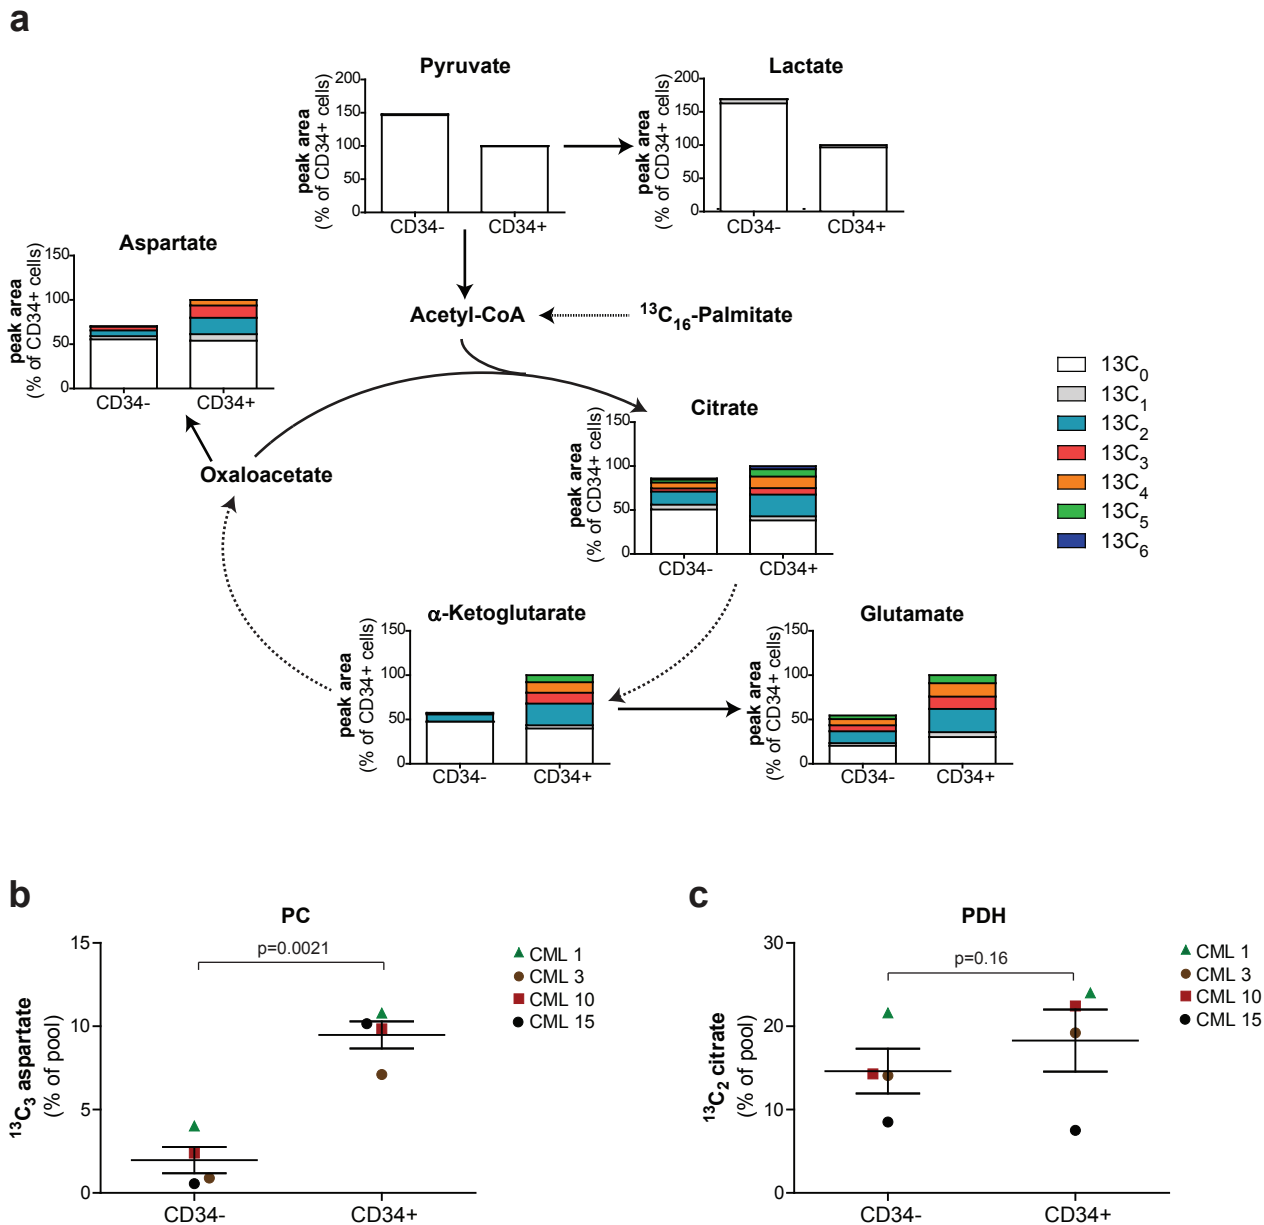 a
Pyruvate
peak area
(% of CD34+ cells)
200
150
100
50
0
CD34-
CD34+
Lactate
peak area
(% of CD34+ cells)
200
150
100
50
0
CD34-
CD34+
Aspartate
peak area
(% of CD34+ cells)
150
100
50
0
CD34-
CD34+
Acetyl-CoA
¹³C₁₆-Palmitate
Oxaloacetate
Citrate
peak area
(% of CD34+ cells)
150
100
50
0
CD34-
CD34+
13C₀
13C₁
13C₂
13C₃
13C₄
13C₅
13C₆
α-Ketoglutarate
peak area
(% of CD34+ cells)
150
100
50
0
CD34-
CD34+
Glutamate
peak area
(% of CD34+ cells)
150
100
50
0
CD34-
CD34+
b
PC
¹³C₃ aspartate
(% of pool)
15
10
5
0
p=0.0021
CD34-
CD34+
CML 1
CML 3
CML 10
CML 15
c
PDH
¹³C₂ citrate
(% of pool)
30
20
10
0
p=0.16
CD34-
CD34+
CML 1
CML 3
CML 10
CML 15